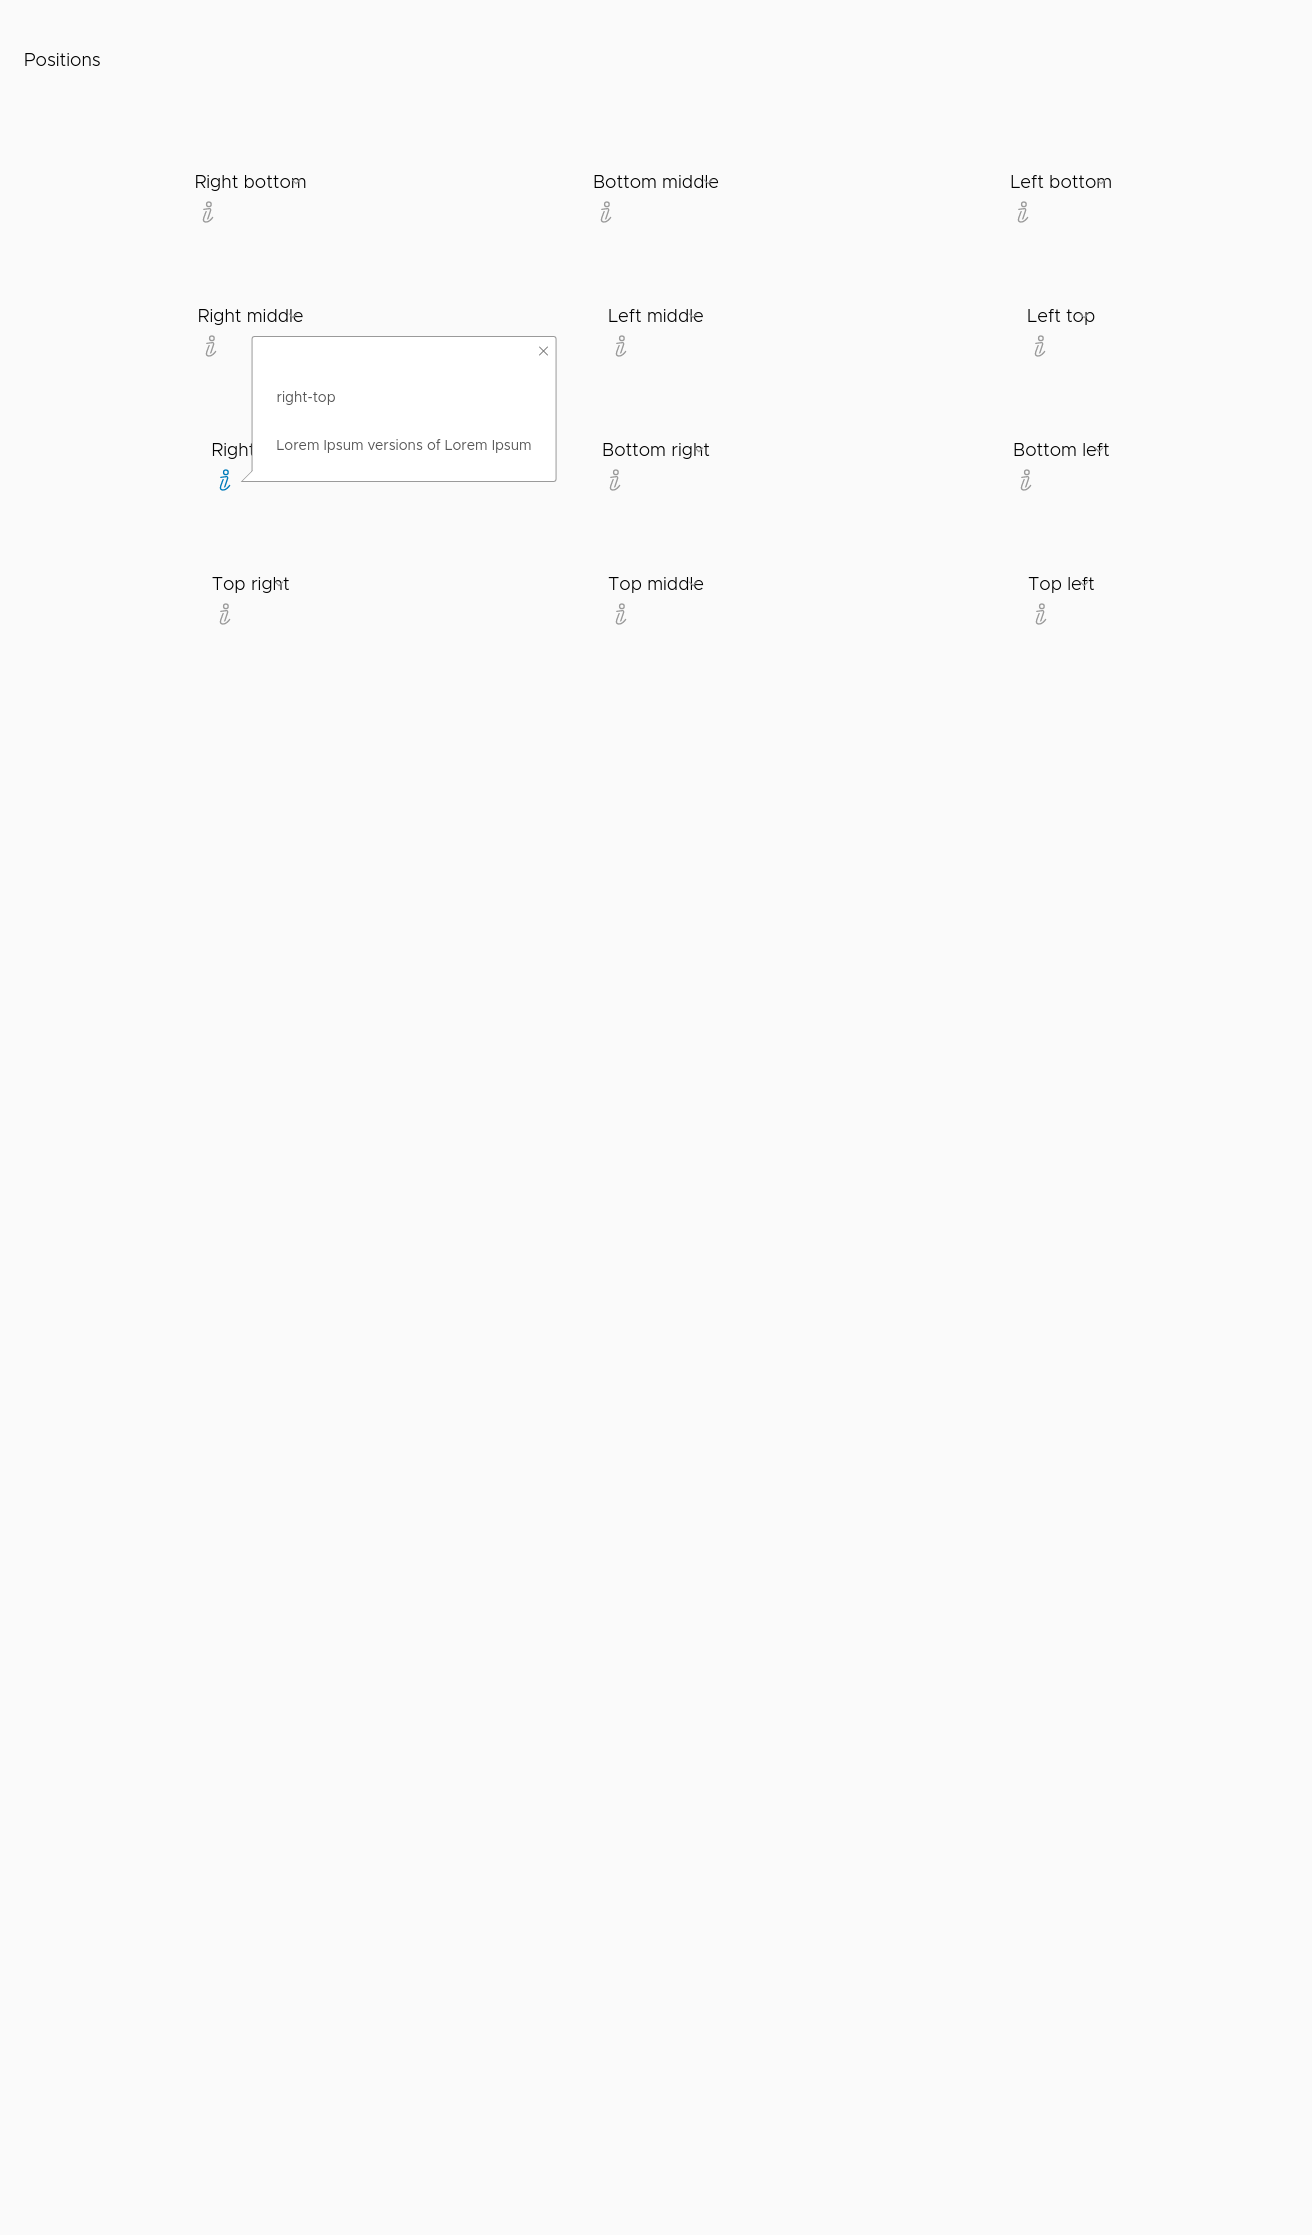 Positions
Right bottom
Bottom middle
Left bottom
Right middle
Left middle
Left top
right-top
Lorem Ipsum versions of Lorem Ipsum
Right
Bottom right
Bottom left
Top right
Top middle
Top left